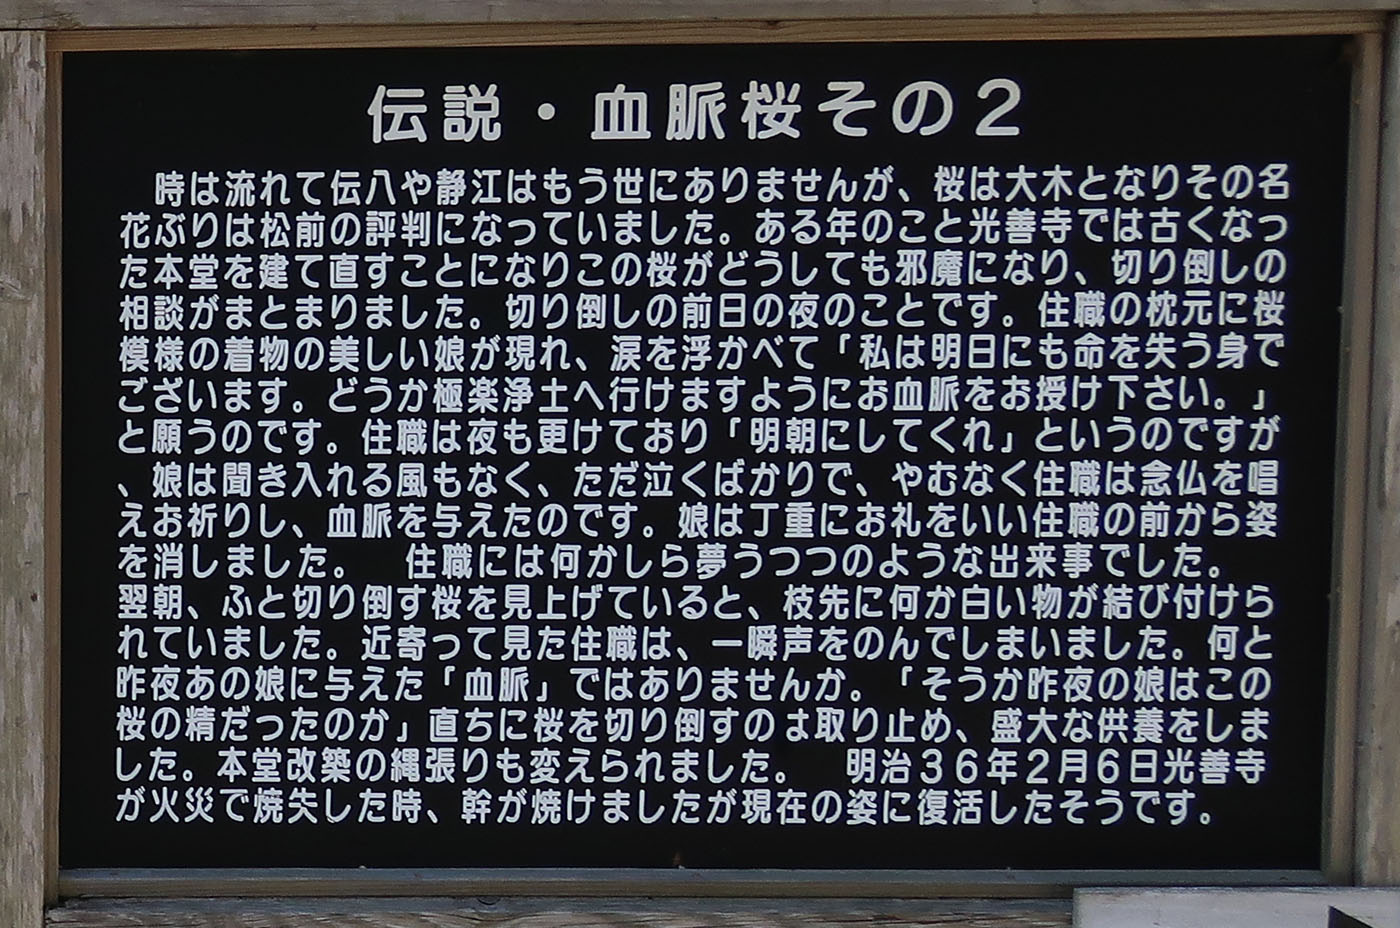 伝説・血脈桜その２
時は流れて伝八や静江はもう世にありませんが、桜は大木となりその名
花ぶりは松前の評判になっていました。ある年のこと光善寺では古くなっ
た本堂を建て直すことになりこの桜がどうしても邪魔になり、切り倒しの
相談がまとまりました。切り倒しの前日の夜のことです。住職の枕元に桜
模様の着物の美しい娘が現れ、涙を浮かべて「私は明日にも命を失う身で
ございます。どうか極楽浄土へ行けますようにお血脈をお授け下さい。」
と願うのです。住職は夜も更けており「明朝にしてくれ」というのですが
、娘は聞き入れる風もなく、ただ泣くばかりで、やむなく住職は念仏を唱
えお祈りし、血脈を与えたのです。娘は丁重にお礼をいい住職の前から姿
を消しました。　住職には何かしら夢うつつのような出来事でした。
翌朝、ふと切り倒す桜を見上げていると、枝先に何か白い物が結び付けら
れていました。近寄って見た住職は、一瞬声をのんでしまいました。何と
昨夜あの娘に与えた「血脈」ではありませんか。「そうか昨夜の娘はこの
桜の精だったのか」直ちに桜を切り倒すのは取り止め、盛大な供養をしま
した。本堂改築の縄張りも変えられました。　明治３６年２月６日光善寺
が火災で焼失した時、幹が焼けましたが現在の姿に復活したそうです。